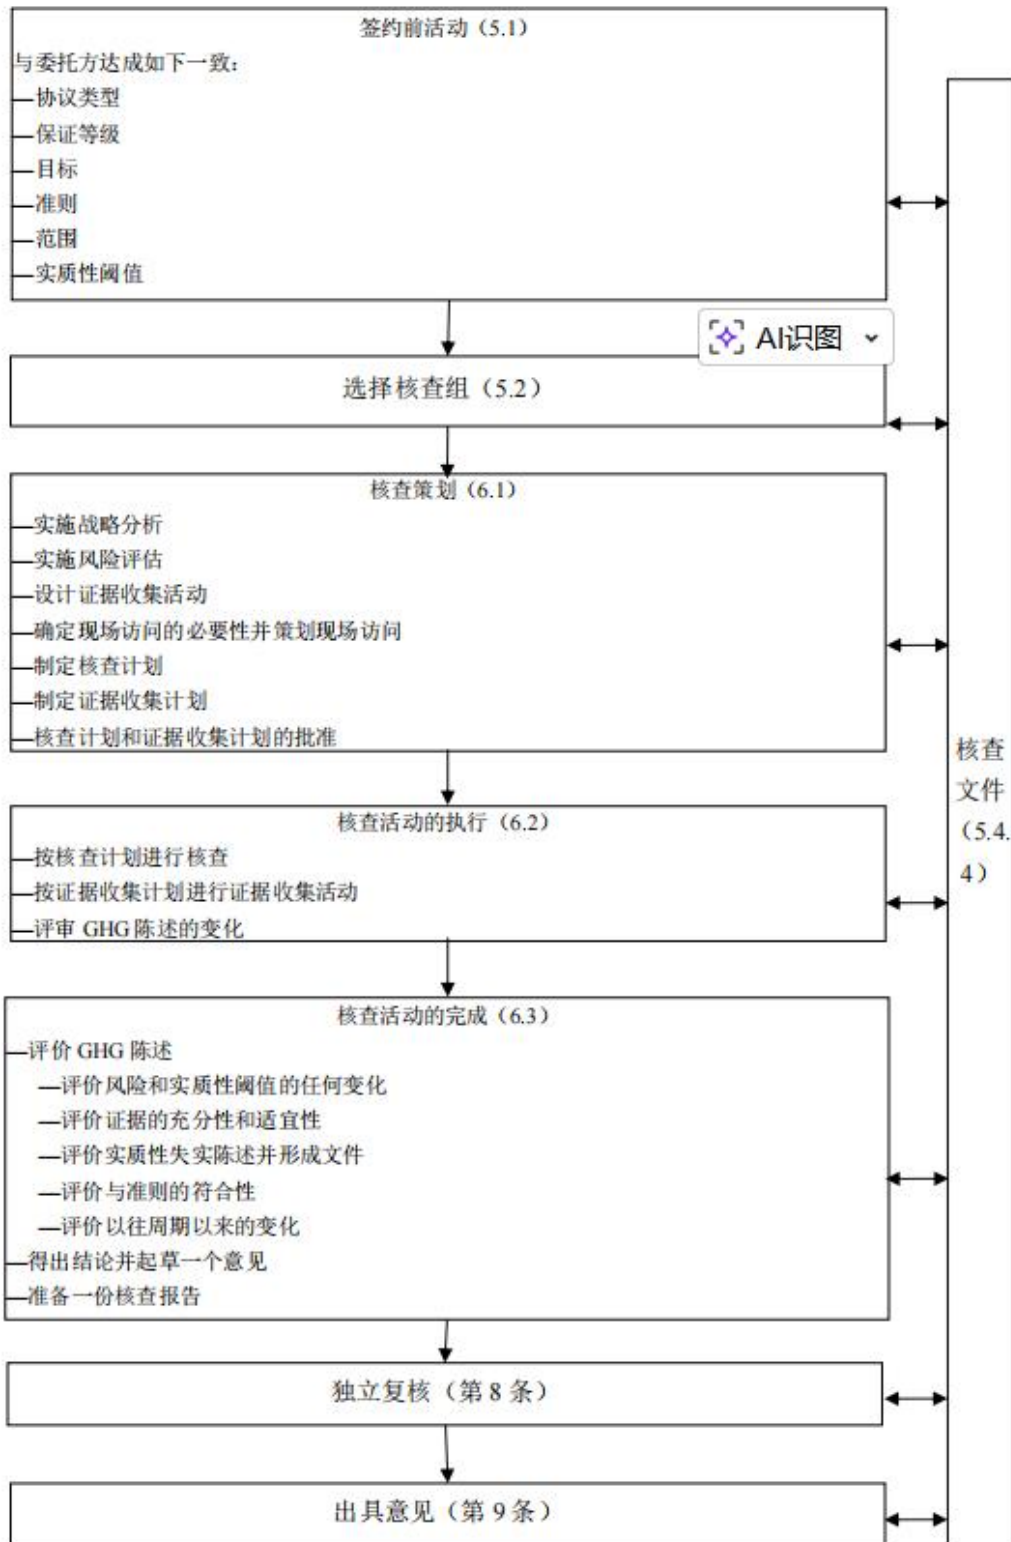 签约前活动（5.1）
与委托方达成如下一致：
—协议类型
—保证等级
—目标
—准则
—范围
—实质性阈值
AI识图
选择核查组（5.2）
核查策划（6.1）
—实施战略分析
—实施风险评估
—设计证据收集活动
—确定现场访问的必要性并策划现场访问
—制定核查计划
—制定证据收集计划
—核查计划和证据收集计划的批准
核查活动的执行（6.2）
—按核查计划进行核查
—按证据收集计划进行证据收集活动
—评审 GHG 陈述的变化
核查活动的完成（6.3）
—评价 GHG 陈述
—评价风险和实质性阈值的任何变化
—评价证据的充分性和适宜性
—评价实质性失实陈述并形成文件
—评价与准则的符合性
—评价以往周期以来的变化
—得出结论并起草一个意见
—准备一份核查报告
独立复核（第 8 条）
出具意见（第 9 条）
核查
文件
（5.4.
4）